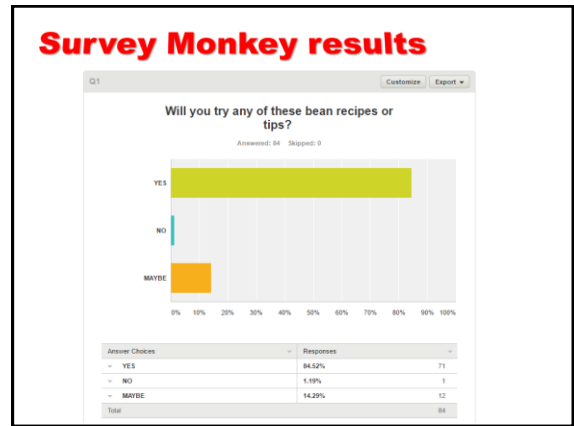 Survey Monkey results
Q1 Customize Export
Will you try any of these bean recipes or
tips?
Answered: 84 Skipped: 0
YES
NO
MAYBE
0% 10% 20% 30% 40% 50% 60% 70% 80% 90% 100%
Answer Choices Responses
YES 84.52% 71
NO 1.19% 1
MAYBE 14.29% 12
Total 84